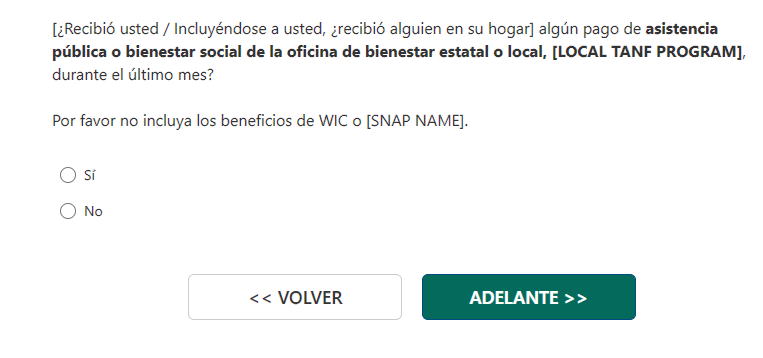 [¿Recibió usted / Incluyéndose a usted, ¿recibió alguien en su hogar] algún pago de asistencia
pública o bienestar social de la oficina de bienestar estatal o local, [LOCAL TANF PROGRAM],
durante el último mes?
Por favor no incluya los beneficios de WIC o [SNAP NAME].
Sí
No
<< VOLVER
ADELANTE >>